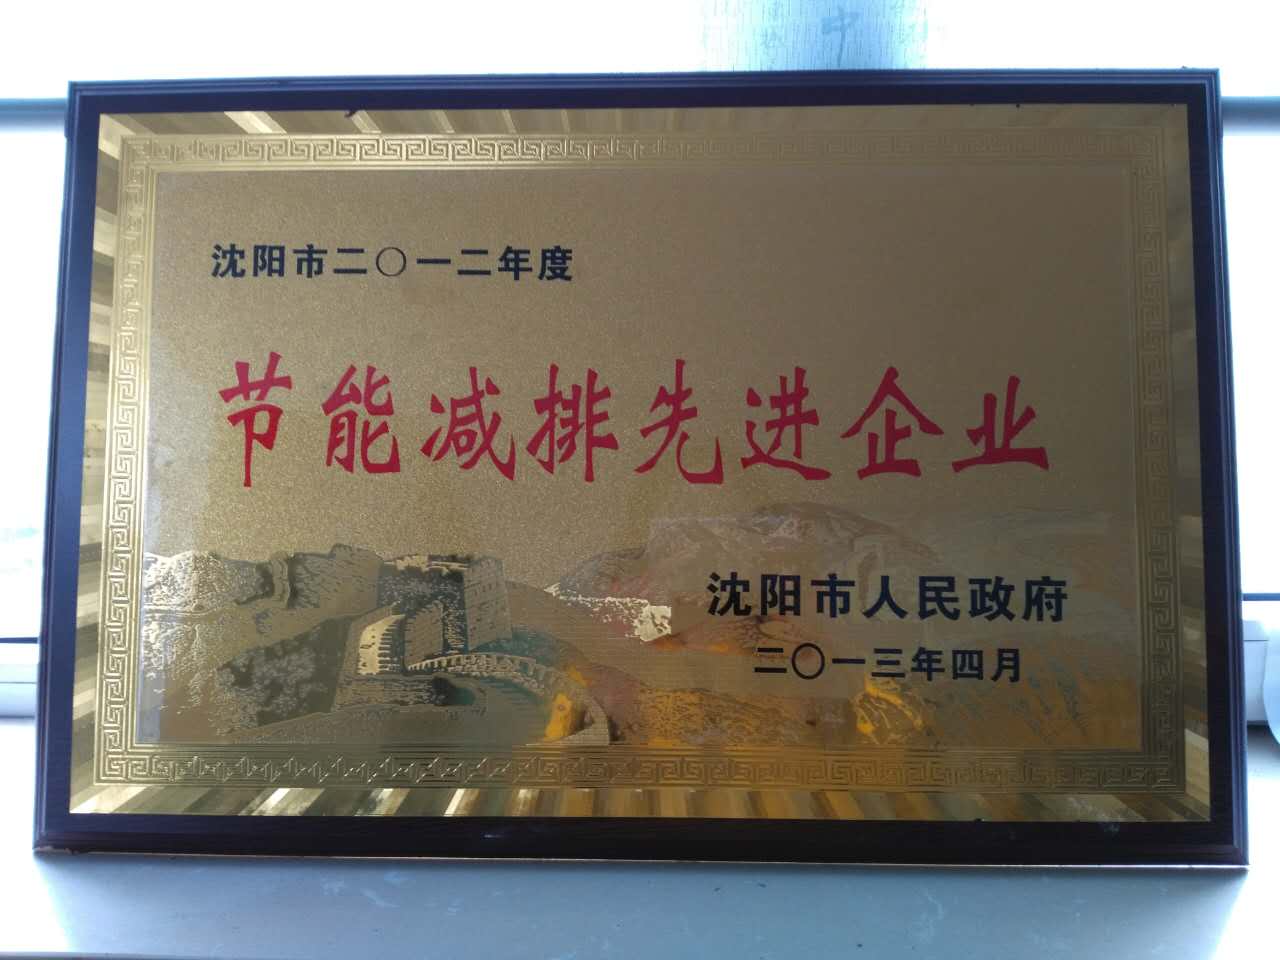 沈阳市二〇一二年度
节能减排先进企业
沈阳市人民政府
二〇一三年四月